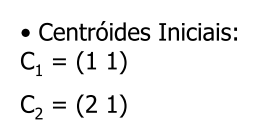 • Centróides Iniciais:
C₁ = (1 1)
C₂ = (2 1)